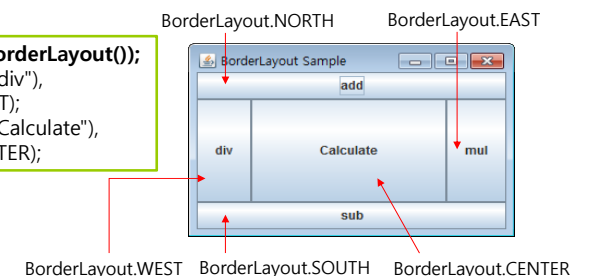 BorderLayout.NORTH
BorderLayout.EAST
orderLayout());
div"),
T);
Calculate"),
TER);
BorderLayout Sample
add
div
Calculate
mul
sub
BorderLayout.WEST
BorderLayout.SOUTH
BorderLayout.CENTER